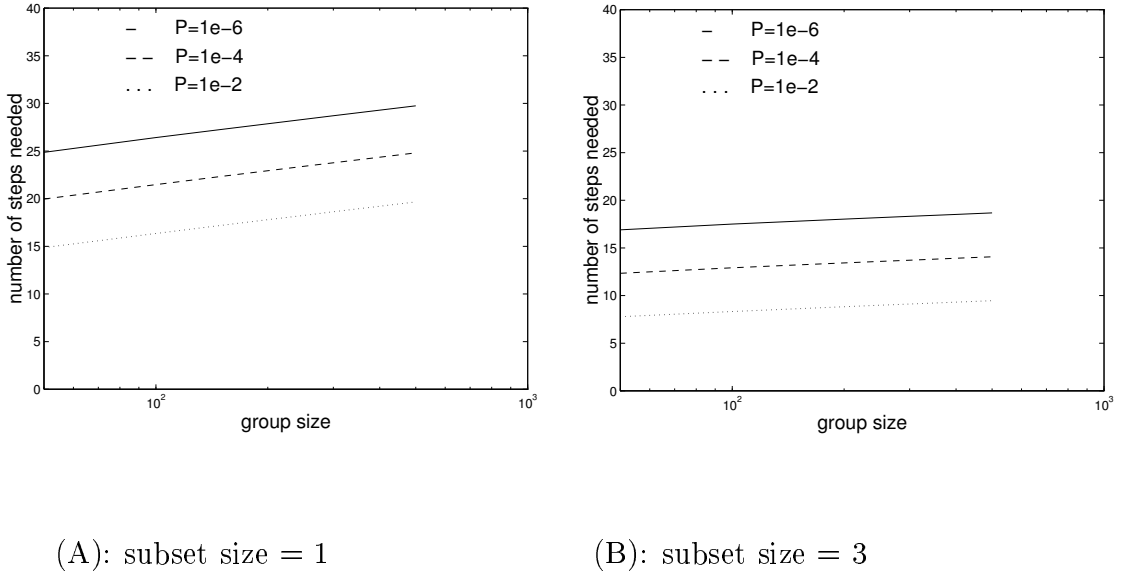 40
35
30
25
20
15
10
5
0
number of steps needed
P=1e−6
P=1e−4
P=1e−2
10^2
10^3
group size
40
35
30
25
20
15
10
5
0
number of steps needed
P=1e−6
P=1e−4
P=1e−2
10^2
10^3
group size
(A): subset size = 1
(B): subset size = 3